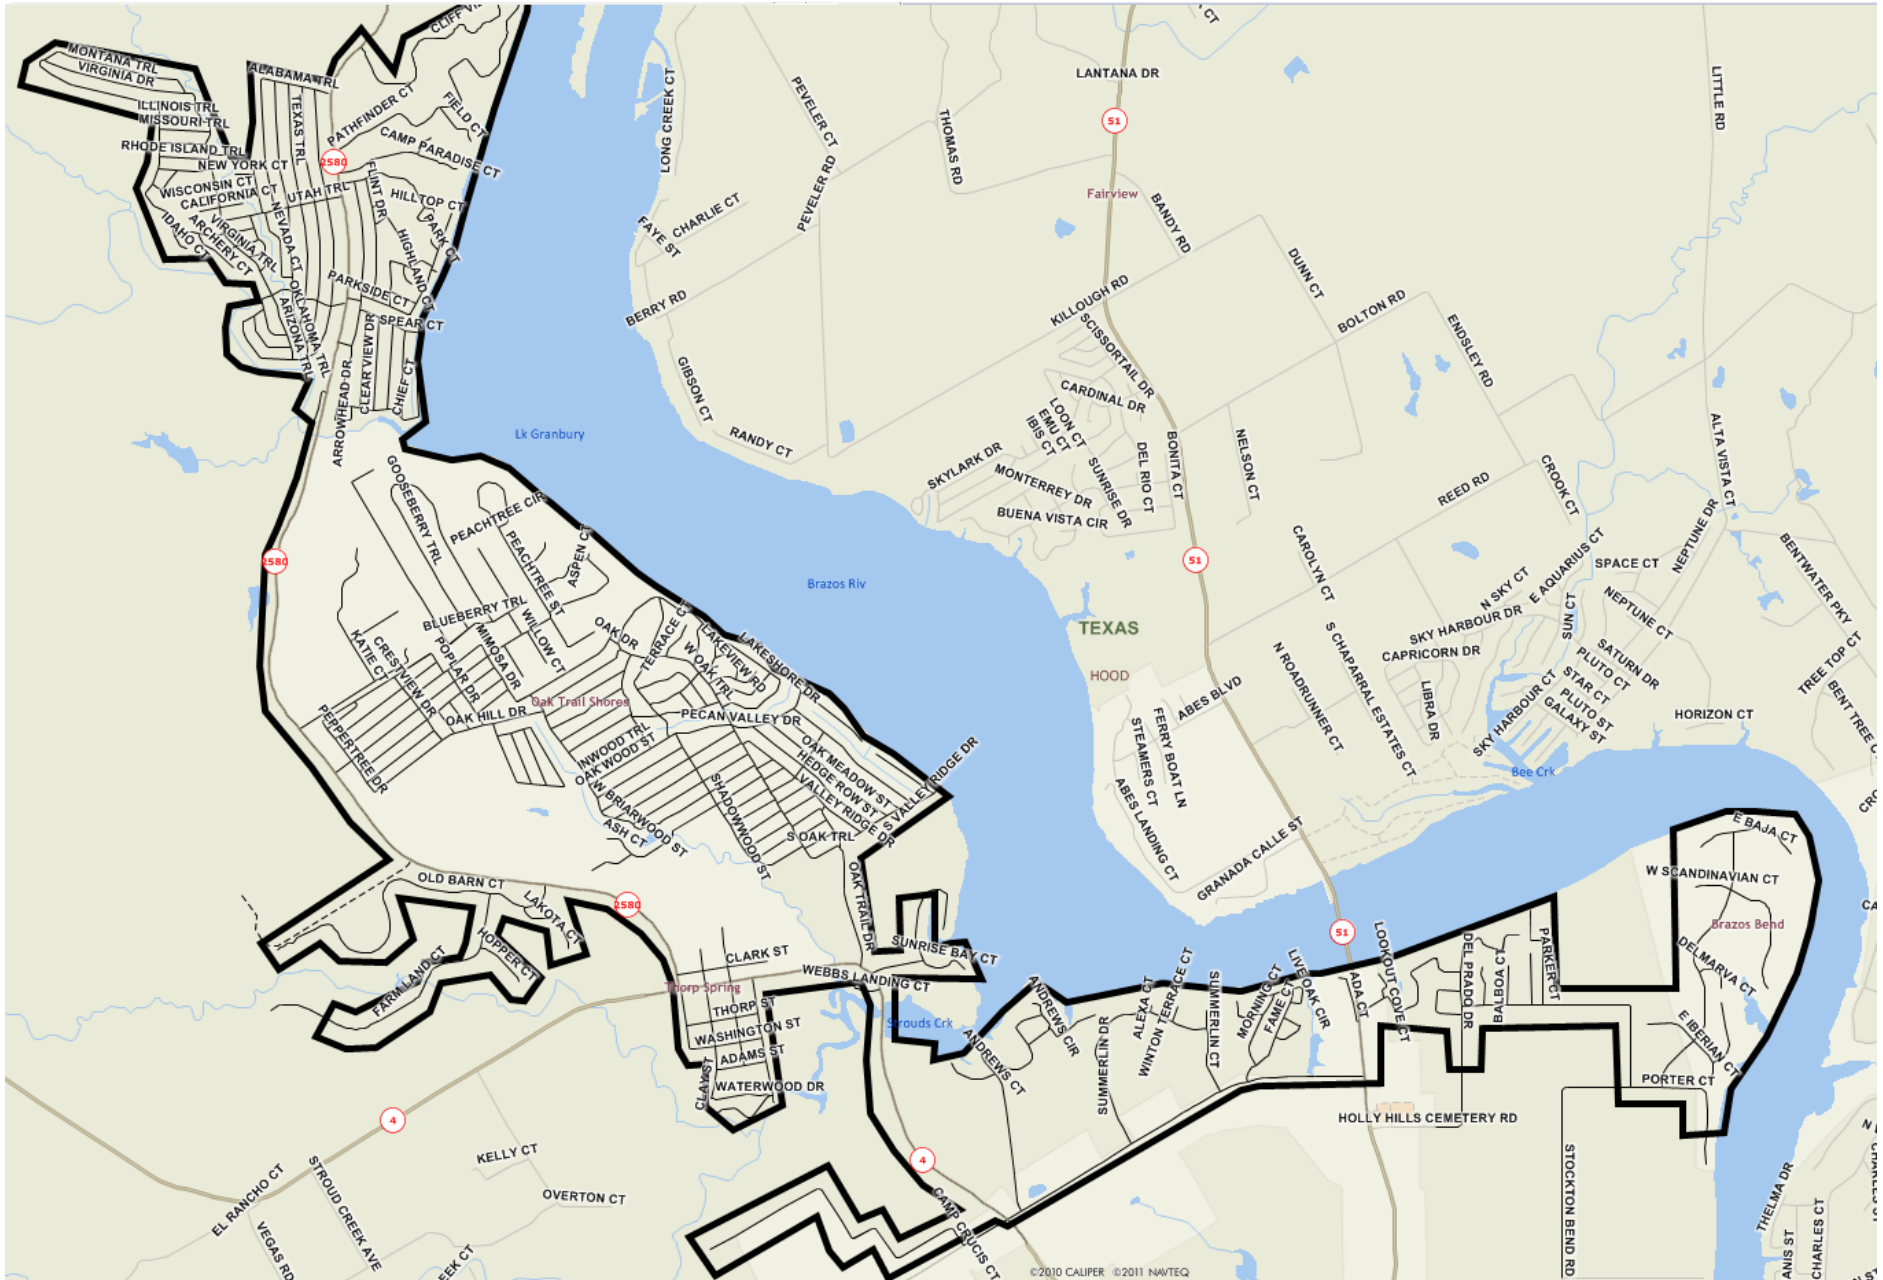 CLIFF VI
MONTANA TRL
VIRGINIA DR
ALABAMA TRL
ILLINOIS TRL
MISSOURI TRL
TEXAS TRL
PATHFINDER CT
FIELD CT
CAMP PARADISE CT
RHODE ISLAND TRL
NEW YORK CT
2580
WISCONSIN CT
CALIFORNIA CT
UTAH TRL
FLINT DR
HILLTOP CT
PARK CT
IDAHO CT
ARCHERY CT
VIRGINIA TRL
NEVADA CT
HIGHLAND CT
OKLAHOMA TRL
ARIZONA TRL
PARKSIDE CT
SPEAR CT
CLEAR VIEW DR
CHIEF CT
ARROWHEAD DR
LONG CREEK CT
PEVELER CT
PEVELER RD
THOMAS RD
LANTANA DR
51
CT
LITTLE RD
Fairview
BANDY RD
CHARLIE CT
FAYE ST
BERRY RD
KILLOUGH RD
DUNN CT
BOLTON RD
ENDSLEY RD
SCISSORTAIL DR
GIBSON CT
CARDINAL DR
LOON CT
EMU CT
IBIS CT
Lk Granbury
RANDY CT
SKYLARK DR
MONTERREY DR
SUNRISE DR
DEL RIO CT
BONITA CT
NELSON CT
BUENA VISTA CIR
REED RD
CROOK CT
ALTA VISTA CT
GOOSEBERRY TRL
PEACHTREE CIR
PEACHTREE ST
ASPEN CT
2580
51
Brazos Riv
CAROLYN CT
N SKY CT
E AQUARIUS CT
SPACE CT
NEPTUNE DR
BENTWATER PKY
BLUEBERRY TRL
WILLOW CT
OAK DR
TERRACE CT
LAKEVIEW RD
LAKESHORE DR
W OAK TRL
TEXAS
HOOD
SKY HARBOUR DR
CAPRICORN DR
SUN CT
NEPTUNE CT
SATURN DR
PLUTO CT
STAR CT
PLUTO ST
GALAXY ST
SKY HARBOUR CT
TREE TOP CT
BENT TREE C
KATIE CT
CRESTVIEW DR
POPLAR DR
MIMOSA DR
Oak Trail Shores
OAK HILL DR
PECAN VALLEY DR
PEPPERTREE DR
INWOOD TRL
OAK WOOD ST
OAK MEADOW ST
HEDGE ROW ST
VALLEY RIDGE DR
S VALLEY RIDGE DR
W BRIARWOOD ST
SHADOWWOOD ST
ASH CT
S OAK TRL
OAK TRAIL DR
ABES BLVD
FERRY BOAT LN
STEAMERS CT
ABES LANDING CT
GRANADA CALLE ST
N ROADRUNNER CT
S CHAPARRAL ESTATES CT
LIBRA DR
Bee Crk
HORIZON CT
CRO
E BAJA CT
W SCANDINAVIAN CT
CA
Brazos Bend
DELMARVA CT
E IBERIAN CT
PORTER CT
OLD BARN CT
LAKOTA CT
2580
HOPPER CT
FARM LAND CT
CLARK ST
Thorp Spring
THORP ST
WASHINGTON ST
ADAMS ST
CLAY ST
WATERWOOD DR
SUNRISE BAY CT
WEBBS LANDING CT
Strouds Crk
ANDREWS CIR
ANDREWS CT
ALEXA CT
WINTON TERRACE CT
SUMMERLIN DR
SUMMERLIN CT
MORNING CT
FAME CT
LIVE OAK CIR
51
ADA CT
LOOKOUT COVE CT
DEL PRADO DR
BALBOA CT
PARKER CT
HOLLY HILLS CEMETERY RD
STOCKTON BEND RD
4
KELLY CT
OVERTON CT
EL RANCHO CT
STROUD CREEK AVE
VEGAS RD
EEK CT
4
CAMP CRUCIS CT
THELMA DR
ANIS ST
CHARLES CT
©2010 CALIPER ©2011 NAVTEQ